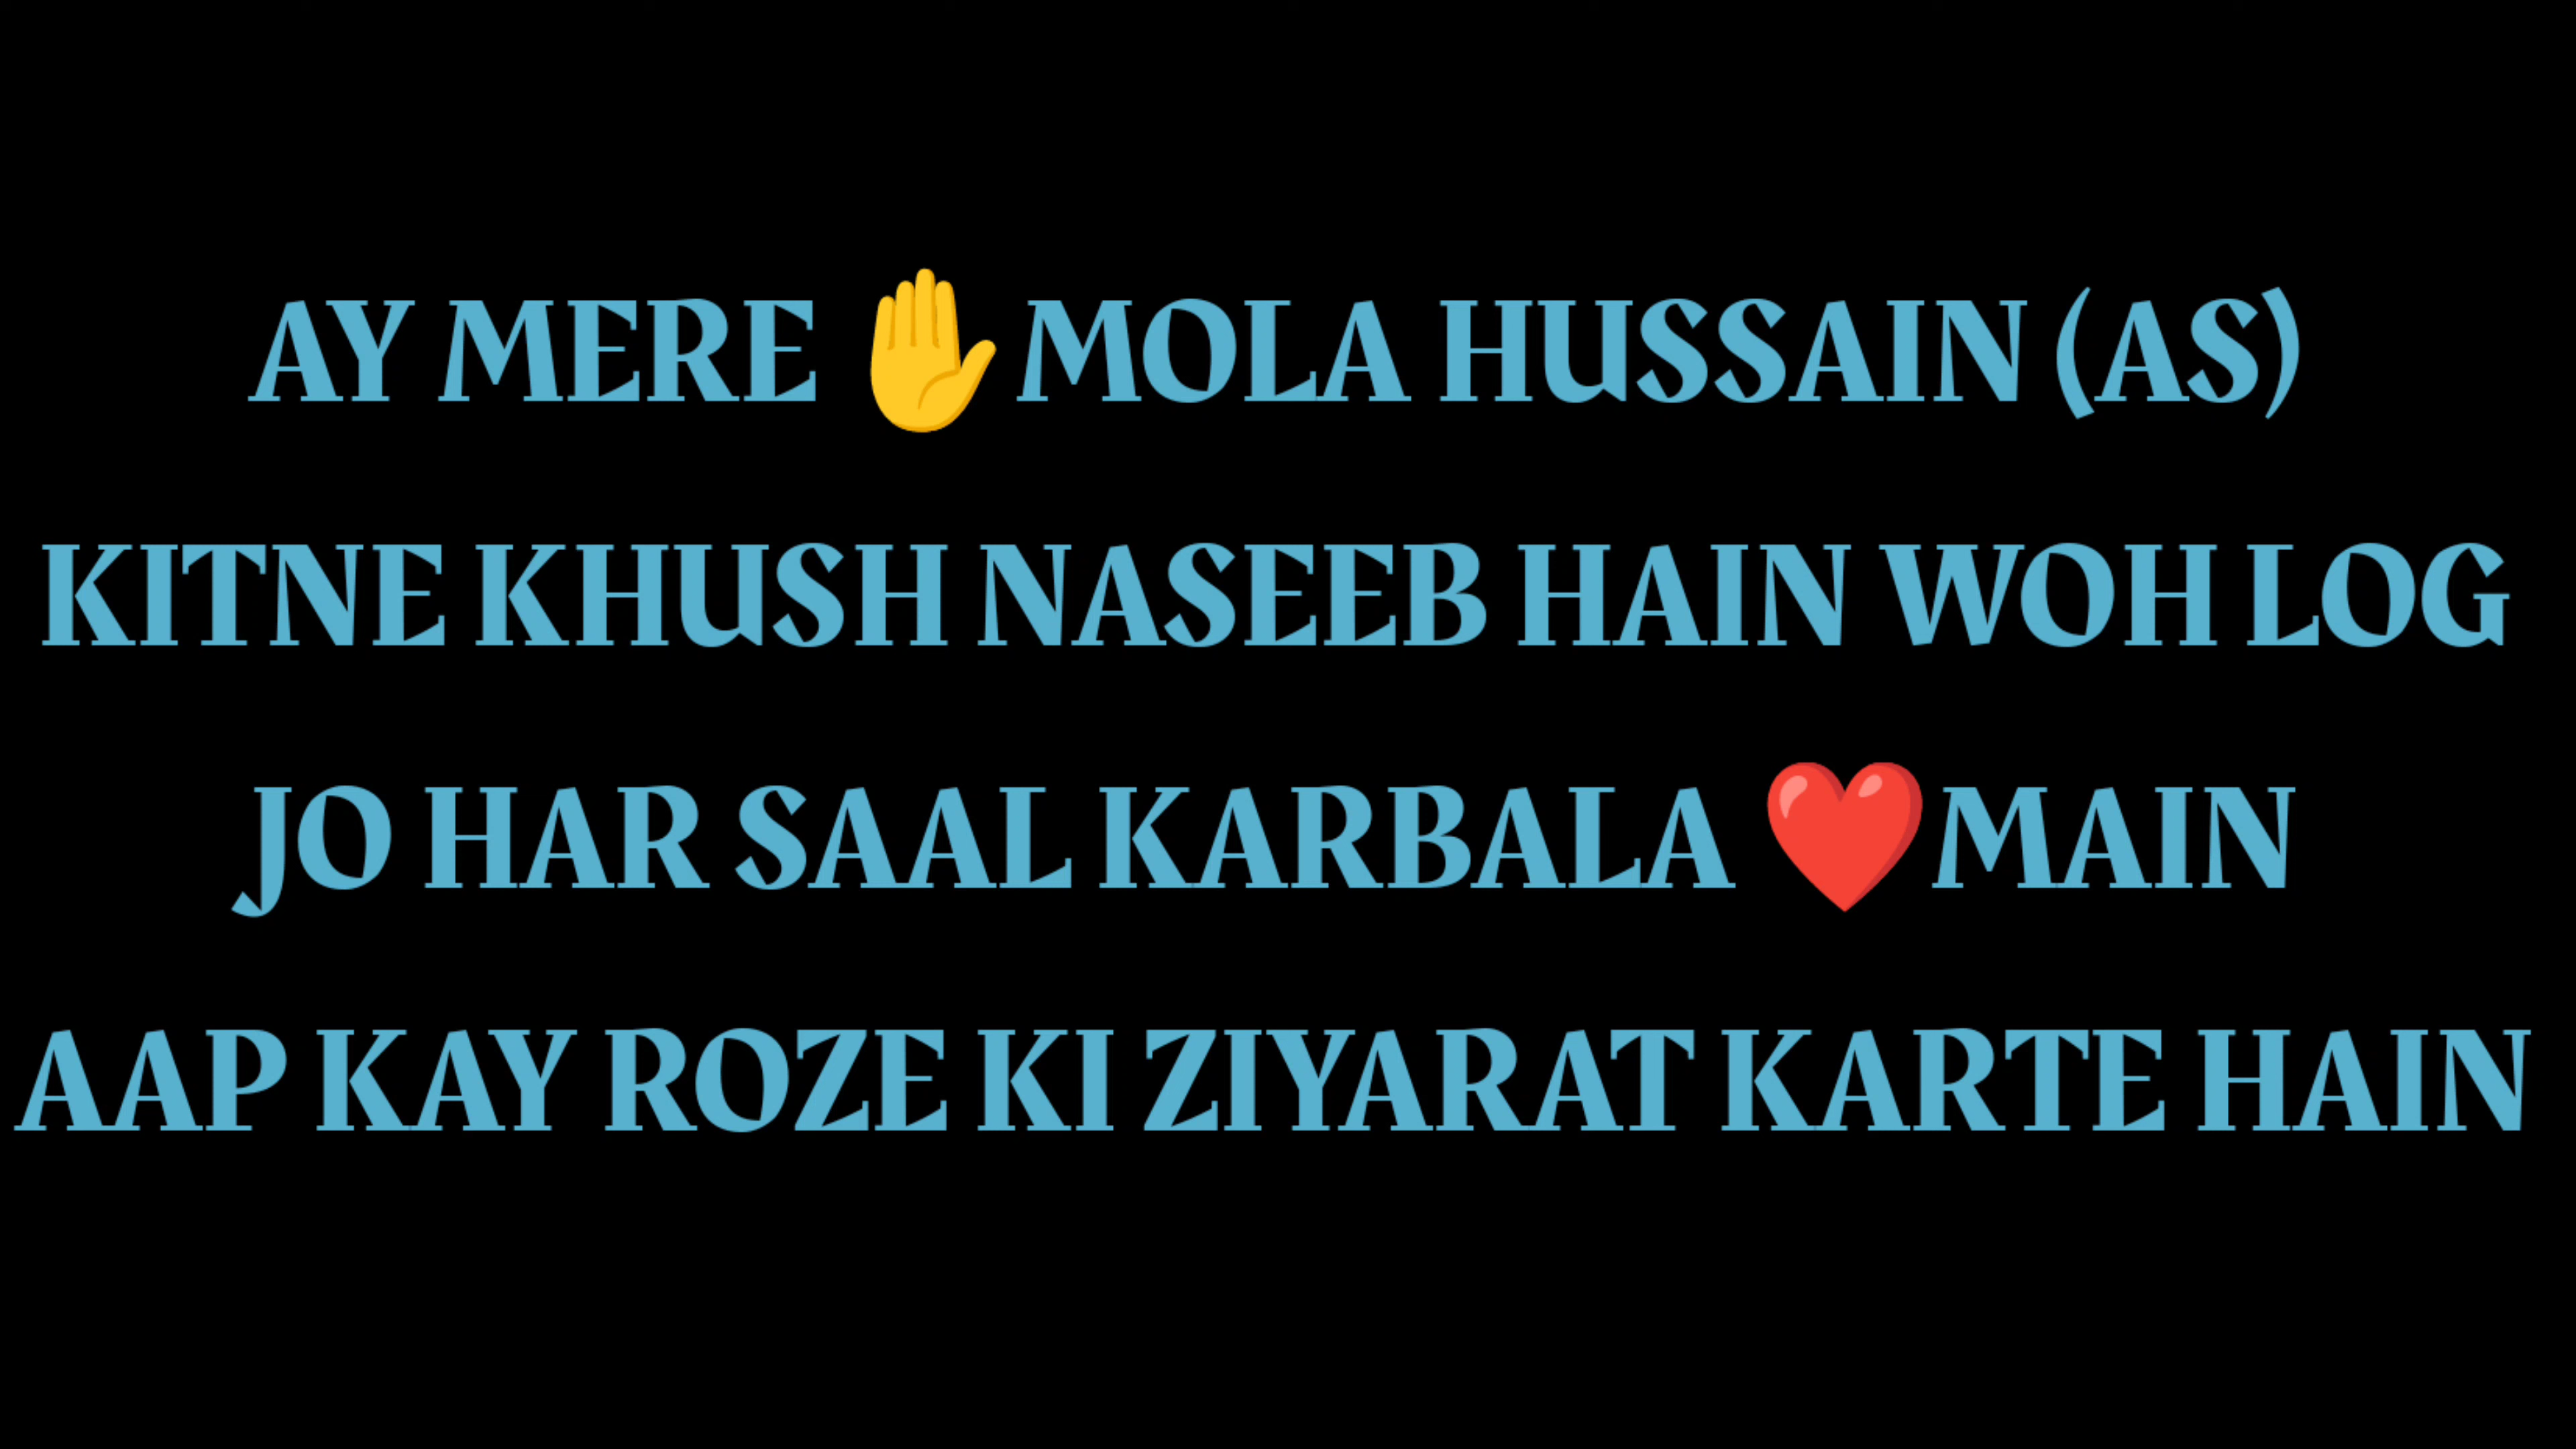 AY MERE ✋MOLA HUSSAIN (AS)
KITNE KHUSH NASEEB HAIN WOH LOG
JO HAR SAAL KARBALA ❤️MAIN
AAP KAY ROZE KI ZIYARAT KARTE HAIN